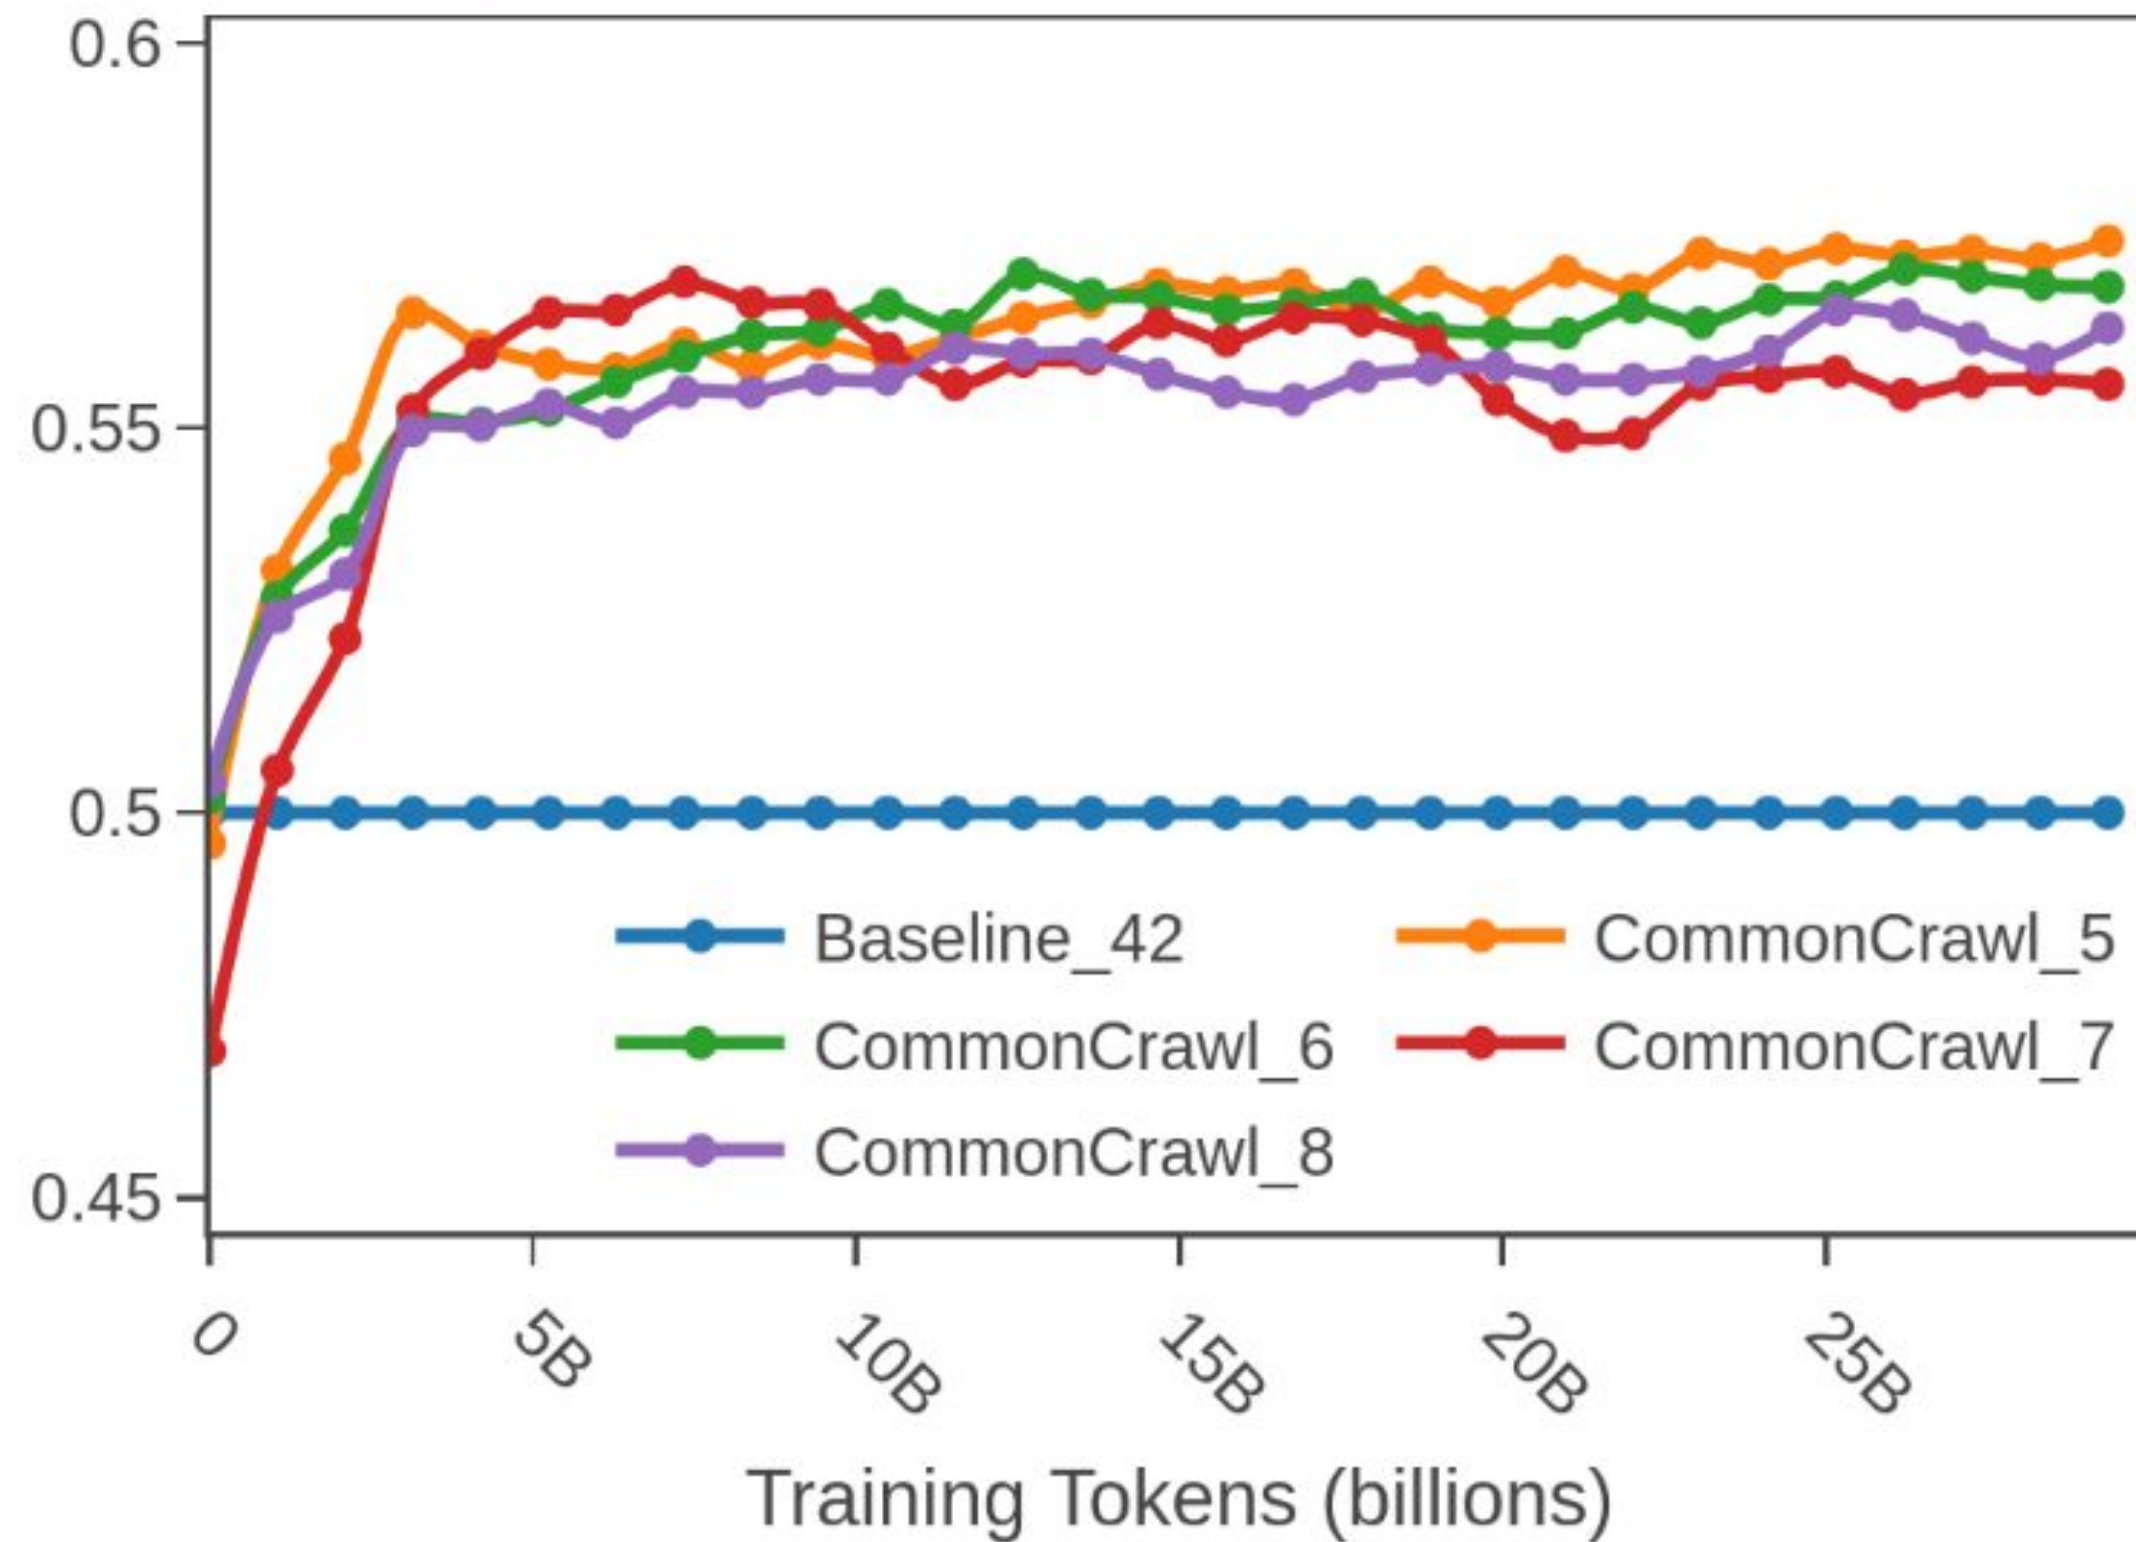 0.6
0.55
0.5
0.45
Baseline_42 CommonCrawl_5
CommonCrawl_6 CommonCrawl_7
CommonCrawl_8
0 5B 10B 15B 20B 25B
Training Tokens (billions)